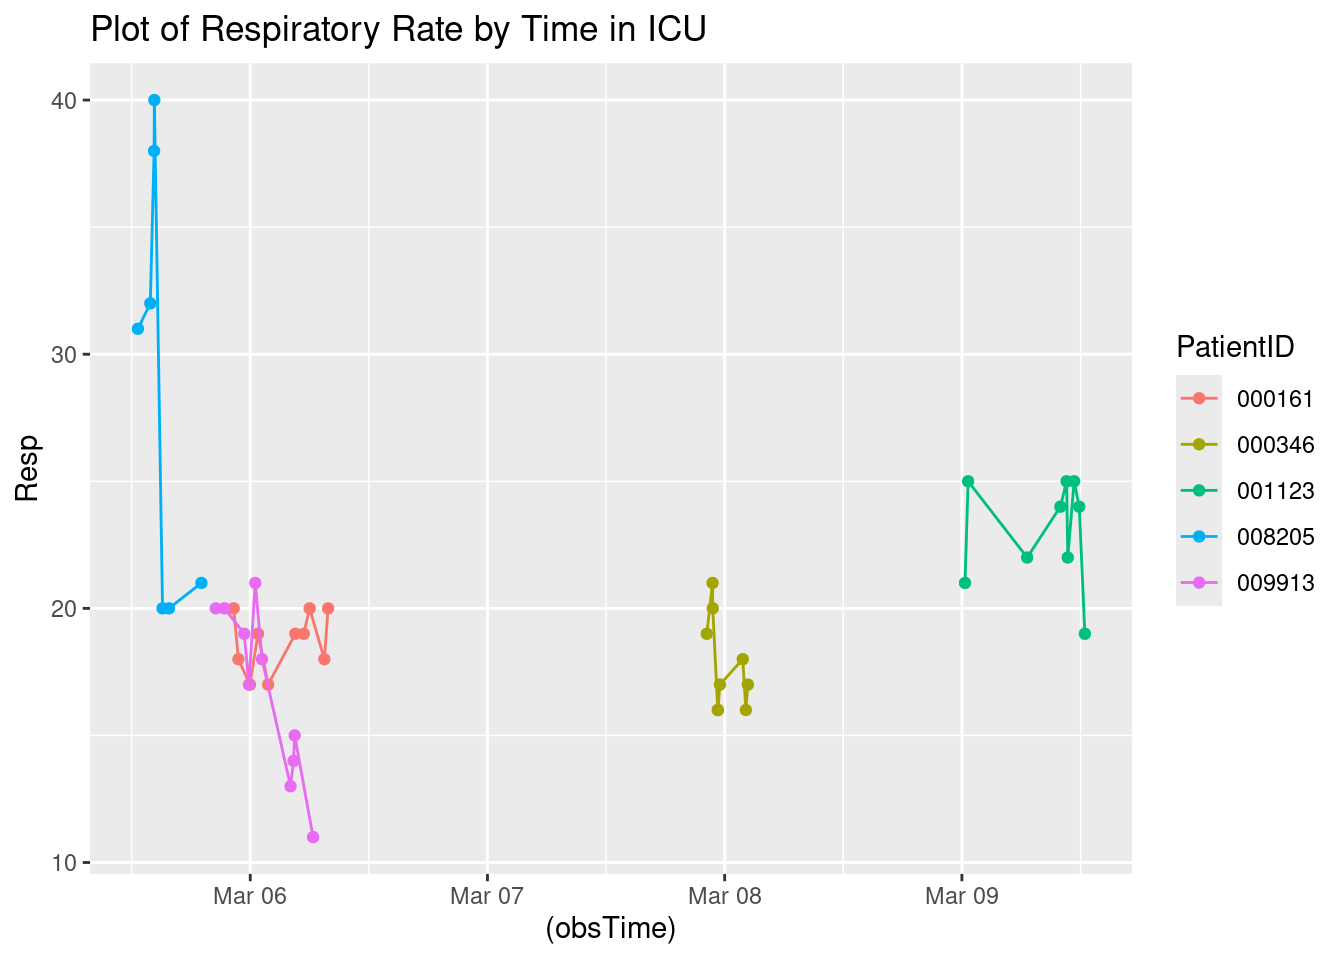 Plot of Respiratory Rate by Time in ICU
40
30
20
10
Resp
Mar 06
Mar 07
Mar 08
Mar 09
(obsTime)
PatientID
000161
000346
001123
008205
009913